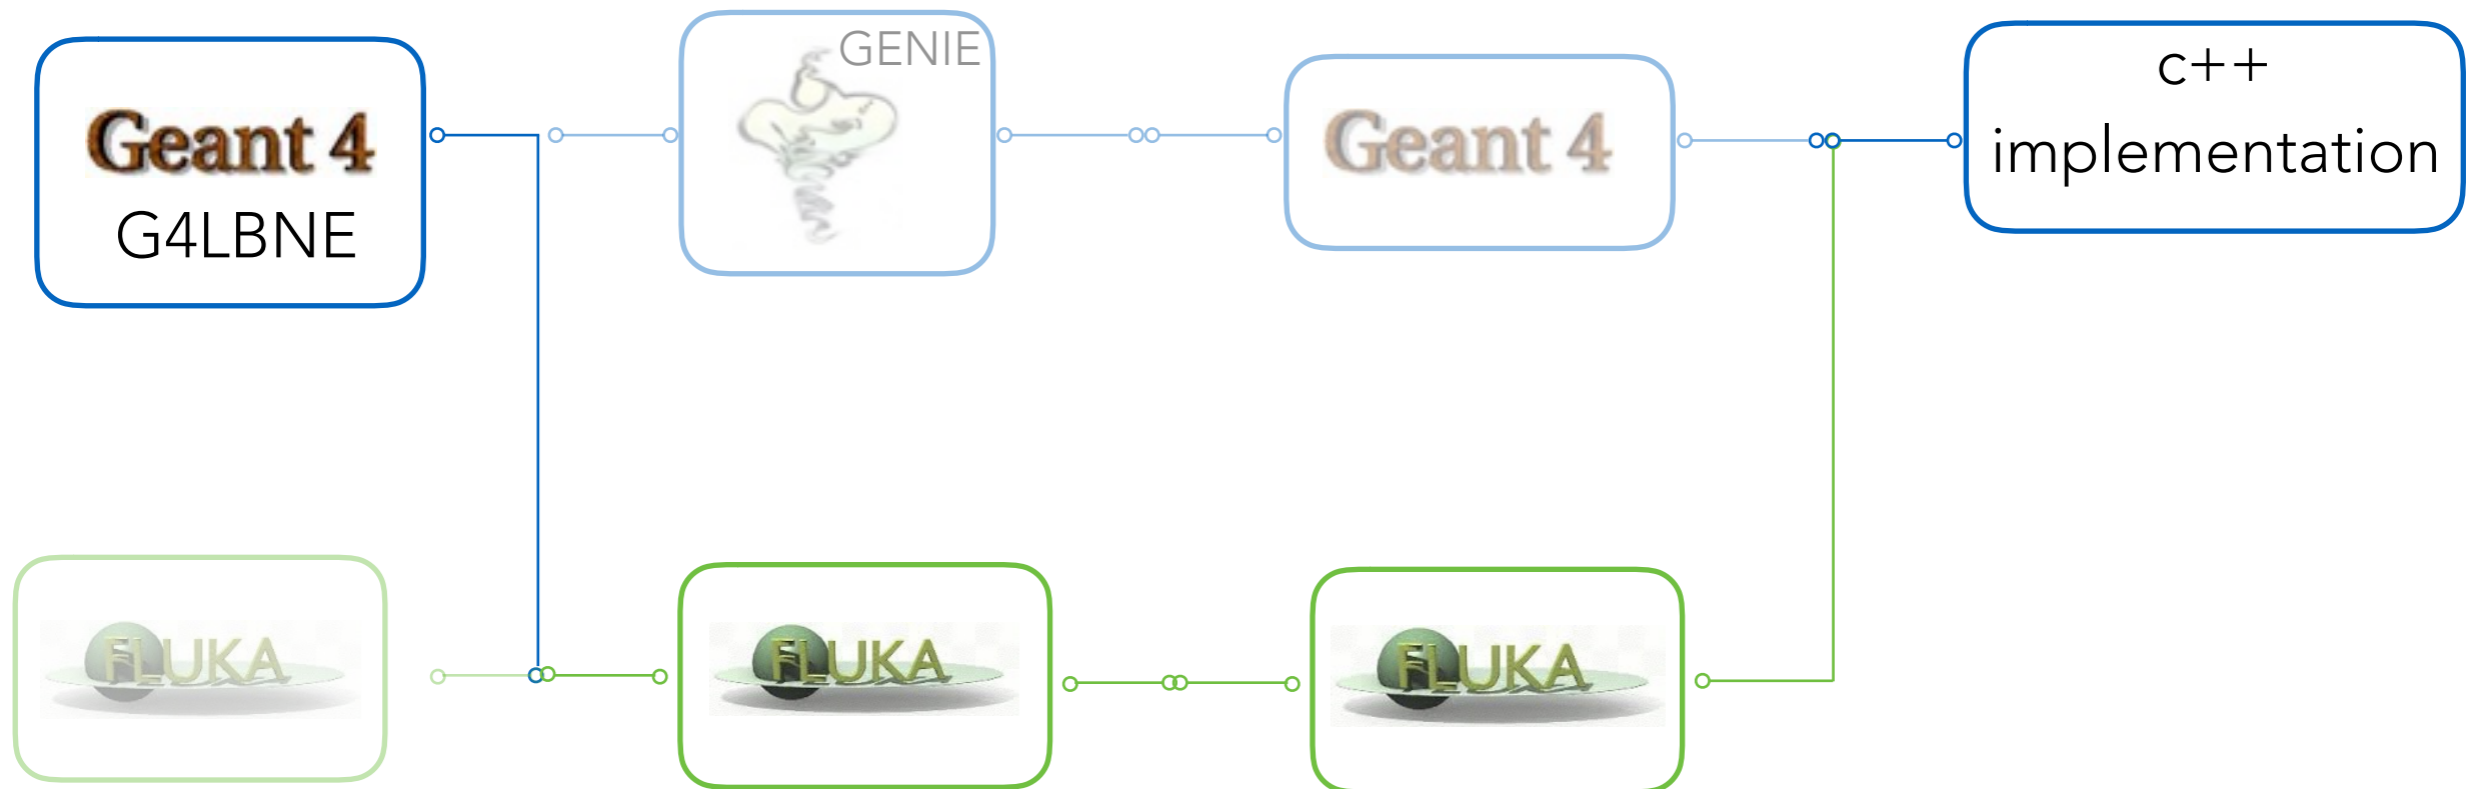 Geant 4
G4LBNE
GENIE
Geant 4
c++
implementation
FLUKA
FLUKA
FLUKA